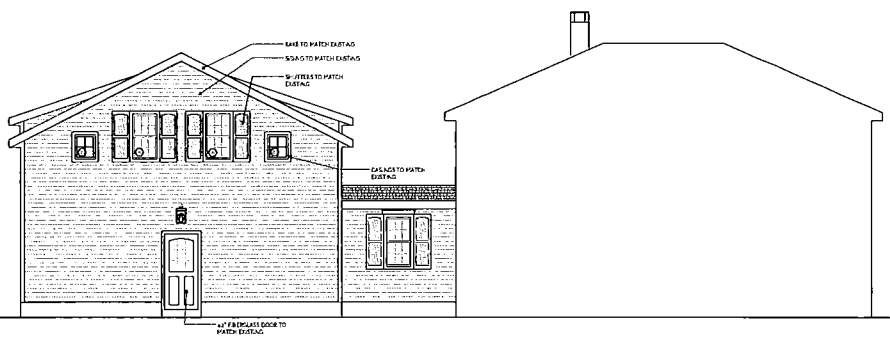 RAKE TO MATCH EXISTING
SIDING TO MATCH EXISTING
SHUTTERS TO MATCH
EXISTING
CASINGS TO MATCH
EXISTING
FIBERGLASS DOOR TO
MATCH EXISTING